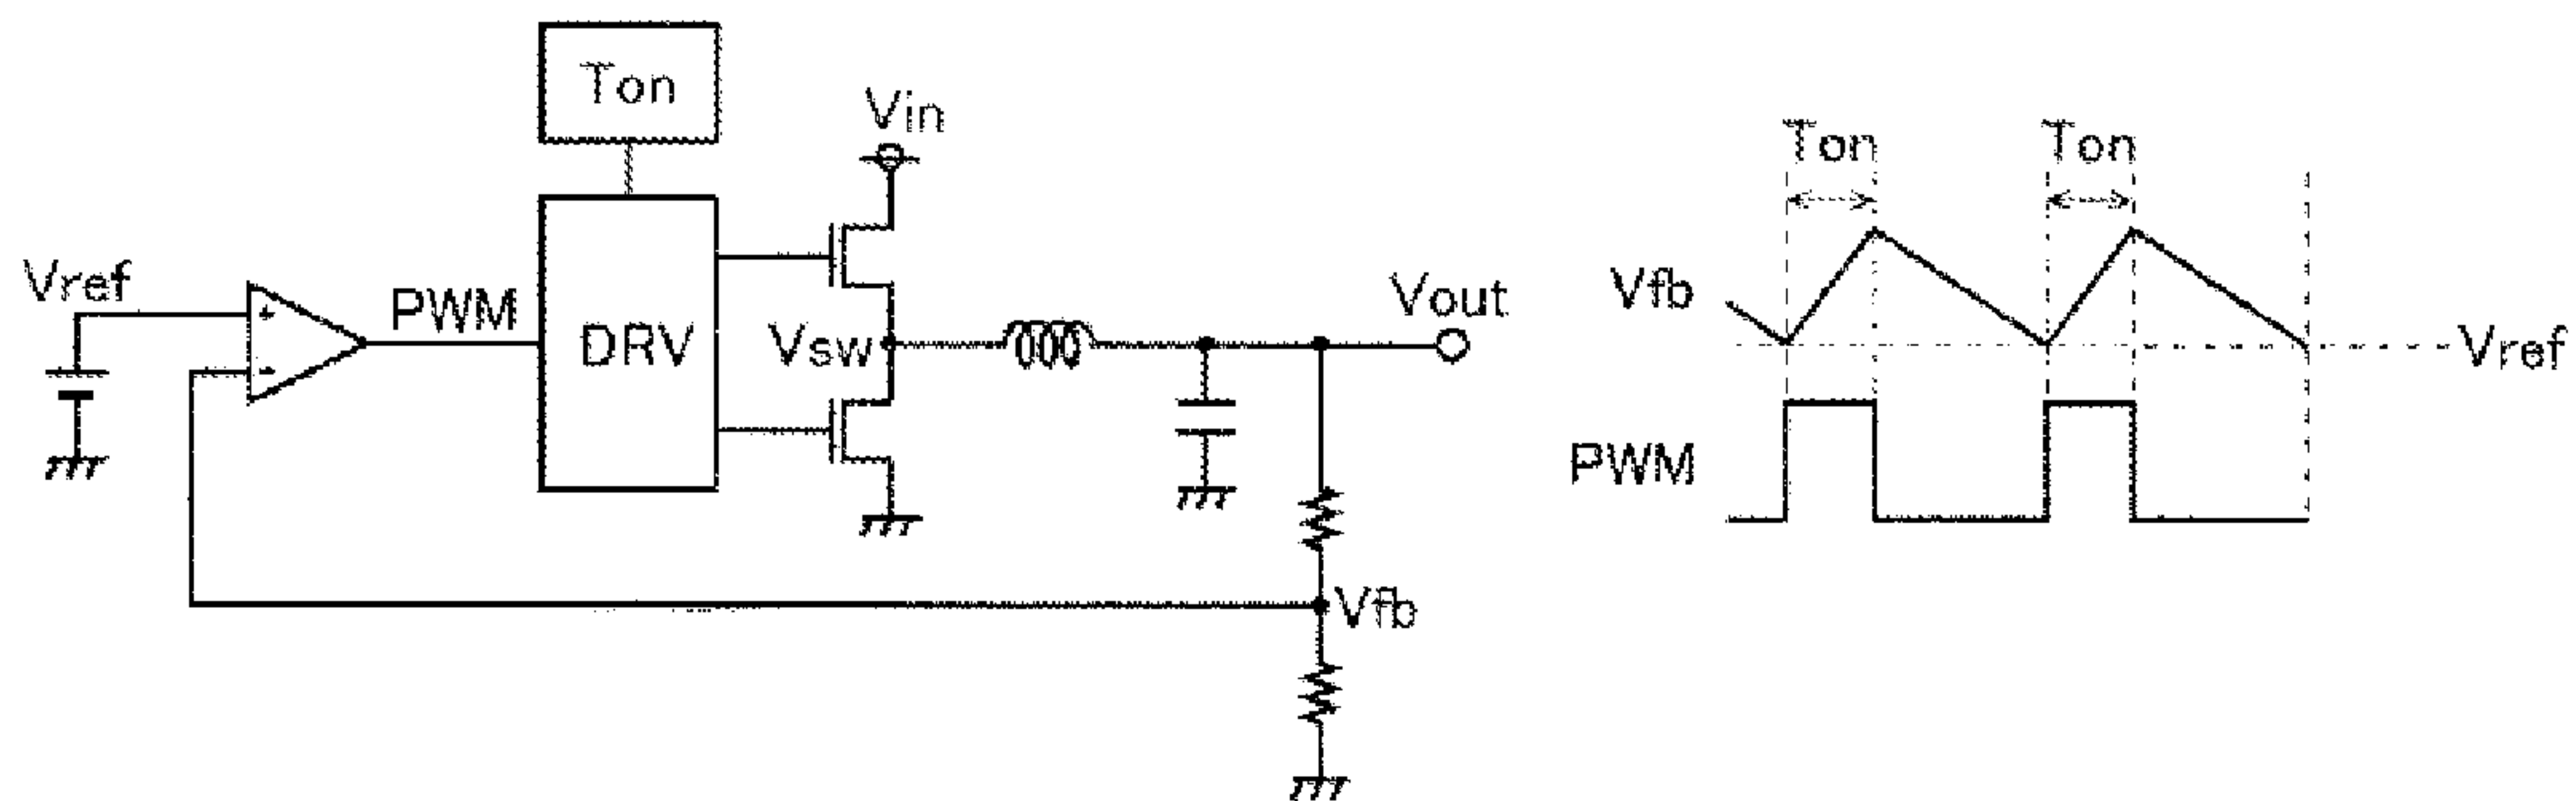 Ton
Vin
Vref
PWM
DRV
Vsw
Vout
Vfb
+
-
Ton Ton
Vfb
Vref
PWM